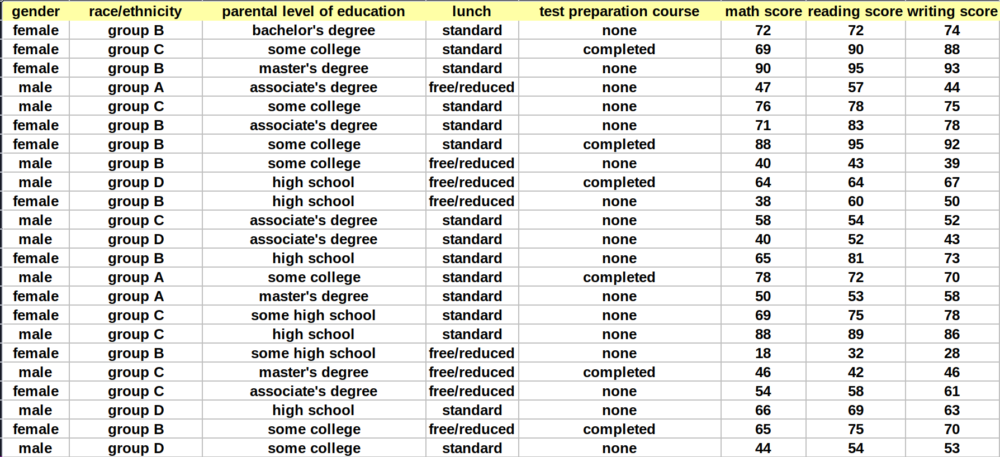 gender race/ethnicity parental level of education lunch test preparation course math score reading score writing score
female group B bachelor's degree standard none 72 72 74
female group C some college standard completed 69 90 88
female group B master's degree standard none 90 95 93
male group A associate's degree free/reduced none 47 57 44
male group C some college standard none 76 78 75
female group B associate's degree standard none 71 83 78
female group B some college standard completed 88 95 92
male group B some college free/reduced none 40 43 39
male group D high school free/reduced completed 64 64 67
female group B high school free/reduced none 38 60 50
male group C associate's degree standard none 58 54 52
male group D associate's degree standard none 40 52 43
female group B high school standard none 65 81 73
male group A some college standard completed 78 72 70
female group A master's degree standard none 50 53 58
female group C some high school standard none 69 75 78
male group C high school standard none 88 89 86
female group B some high school free/reduced none 18 32 28
male group C master's degree free/reduced completed 46 42 46
female group C associate's degree free/reduced none 54 58 61
male group D high school standard none 66 69 63
female group B some college free/reduced completed 65 75 70
male group D some college standard none 44 54 53